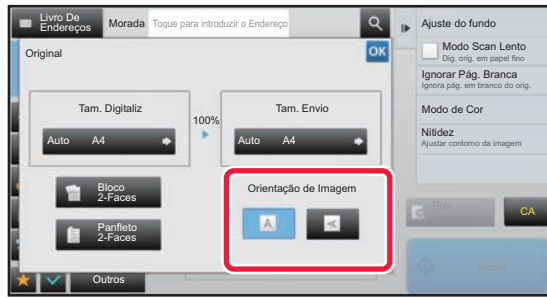 Livro De
Endereços
Morada
Toque para introduzir o Endereço
Original
OK
Tam. Digitaliz
Auto A4
100%
Tam. Envio
Auto A4
Bloco
2-Faces
Panfleto
2-Faces
Orientação de Imagem
A
A
Outros
Ajuste do fundo
Modo Scan Lento
Dig. orig. em papel fino
Ignorar Pág. Branca
Ignora pág. em branco do orig.
Modo de Cor
Nitidez
Ajustar contorno da imagem
CA